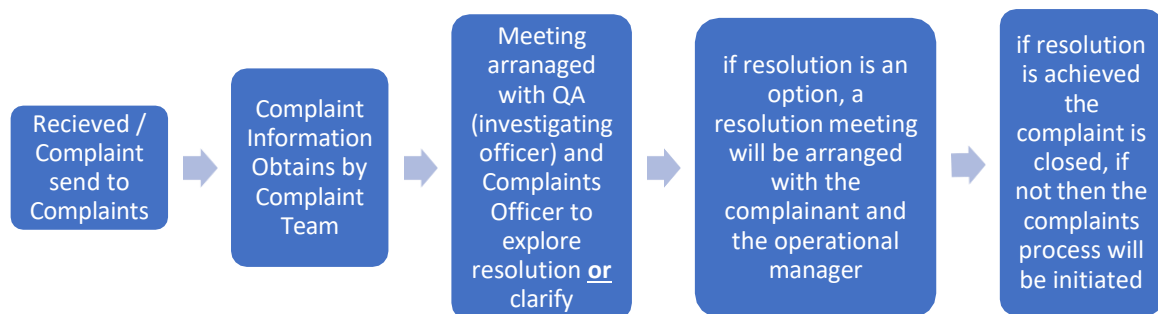 Recieved /
Complaint
send to
Complaints
Complaint
Information
Obtains by
Complaint
Team
Meeting
arranaged
with QA
(investigating
officer) and
Complaints
Officer to
explore
resolution or
clarify
if resolution is an
option, a
resolution meeting
will be arranged
with the
complainant and
the operational
manager
if resolution
is achieved
the
complaint is
closed, if
not then the
complaints
process will
be initiated